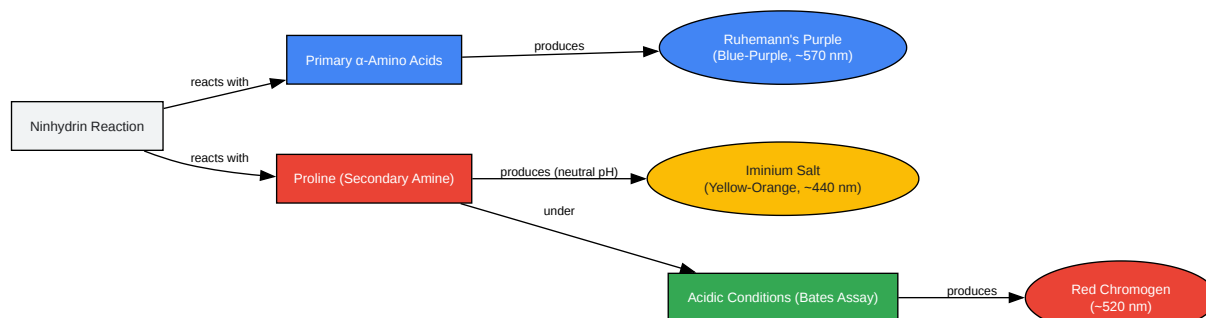 Ninhydrin Reaction
reacts with
Primary α-Amino Acids
produces
Ruhemann's Purple
(Blue-Purple, ~570 nm)
reacts with
Proline (Secondary Amine)
produces (neutral pH)
Iminium Salt
(Yellow-Orange, ~440 nm)
under
Acidic Conditions (Bates Assay)
produces
Red Chromogen
(~520 nm)